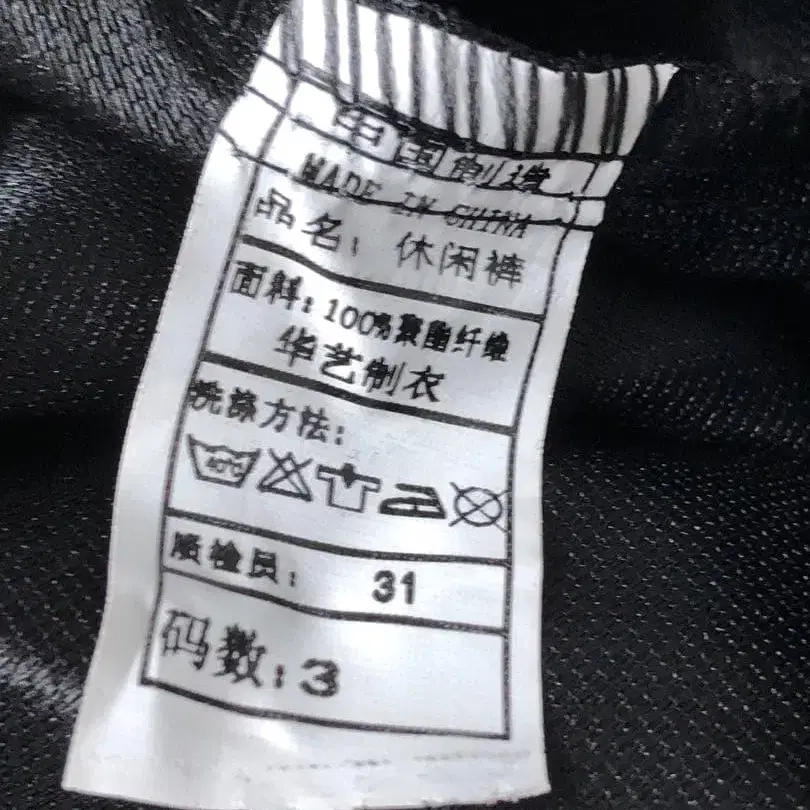 中国制造
MADE IN CHINA
品名: 休闲裤
面料: 100%聚酯纤维
华艺制衣
洗涤方法:
40℃
质检员: 31
码数: 3